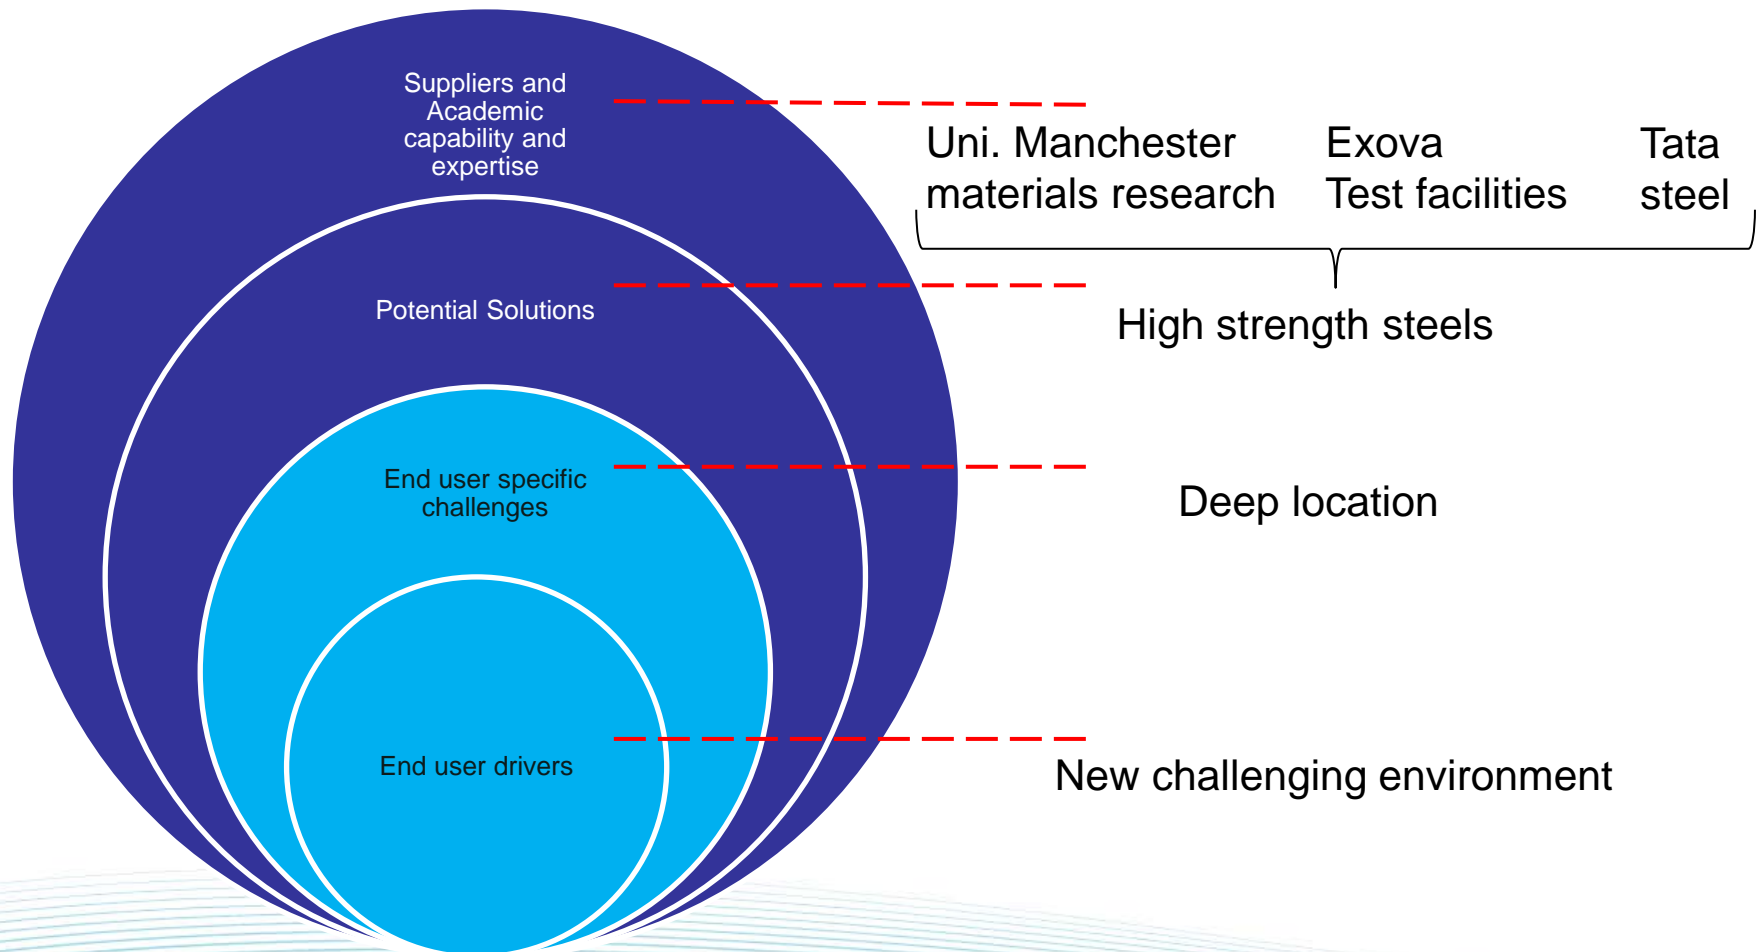 Suppliers and
Academic
capability and
expertise
Uni. Manchester
materials research
Exova
Test facilities
Tata
steel
Potential Solutions
High strength steels
End user specific
challenges
Deep location
End user drivers
New challenging environment